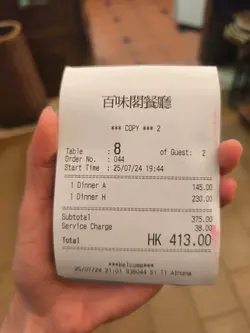 百味閣餐廳
*** COPY *** 2
Table : 8 of Guest: 2
Order No. : 044
Start Time : 25/07/24 19:44
1 Dinner A 145.00
1 Dinner H 230.00
Subtotal 375.00
Service Charge 38.00
Total HK 413.00
***Welcome***